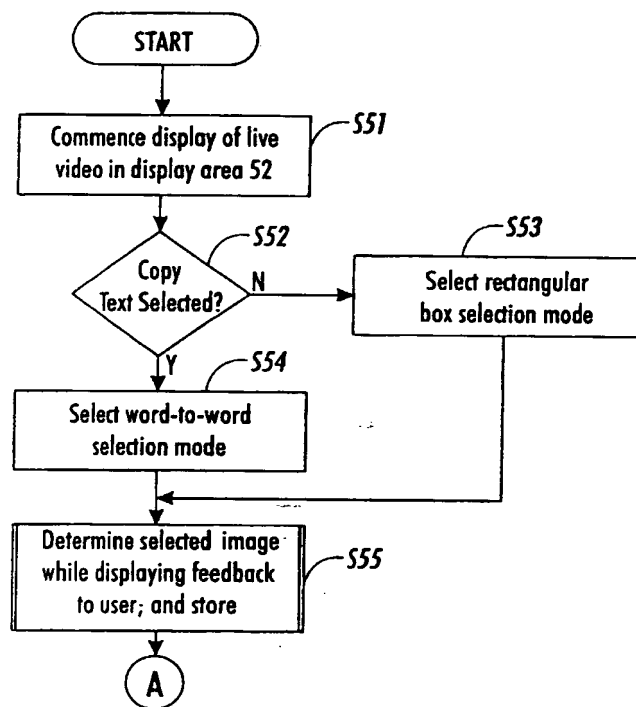 START
S51
Commence display of live
video in display area 52
S52
Copy
Text Selected?
N
S53
Select rectangular
box selection mode
Y
S54
Select word-to-word
selection mode
Determine selected image
while displaying feedback
to user; and store
S55
A